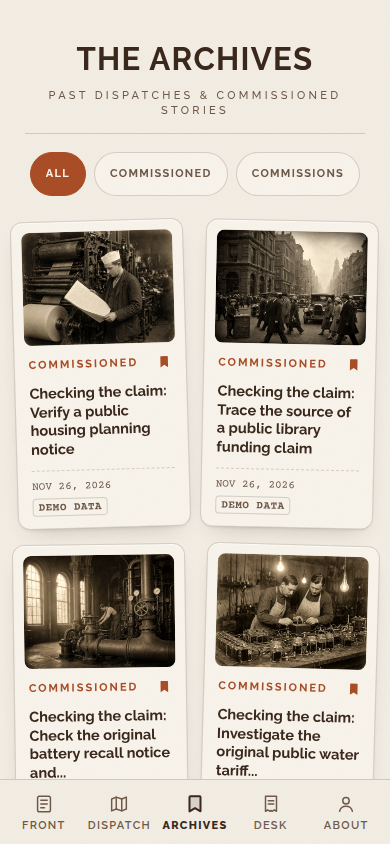 THE ARCHIVES
PAST DISPATCHES & COMMISSIONED
STORIES
ALL
COMMISSIONED
COMMISSIONS
COMMISSIONED
Checking the claim:
Verify a public
housing planning
notice
NOV 26, 2026
DEMO DATA
COMMISSIONED
Checking the claim:
Trace the source of
a public library
funding claim
NOV 26, 2026
DEMO DATA
COMMISSIONED
Checking the claim:
Check the original
battery recall notice
and...
COMMISSIONED
Checking the claim:
Investigate the
original public water
tariff...
FRONT
DISPATCH
ARCHIVES
DESK
ABOUT